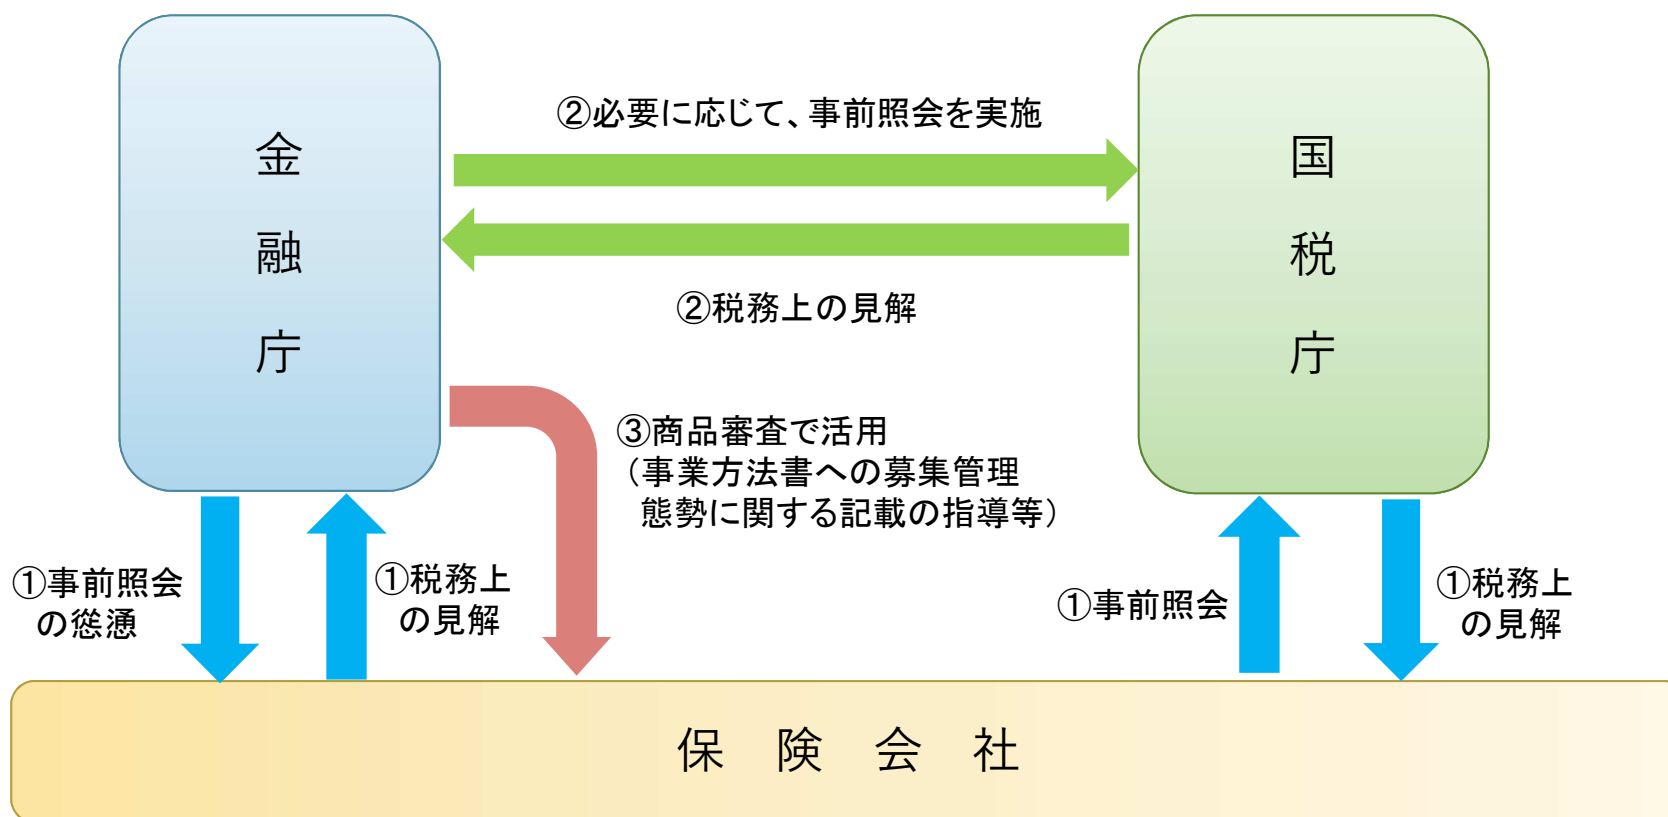 金融庁
国税庁
②必要に応じて、事前照会を実施
②税務上の見解
③商品審査で活用
（事業方法書への募集管理
態勢に関する記載の指導等）
①事前照会
の慫慂
①税務上
の見解
①事前照会
①税務上
の見解
保険会社